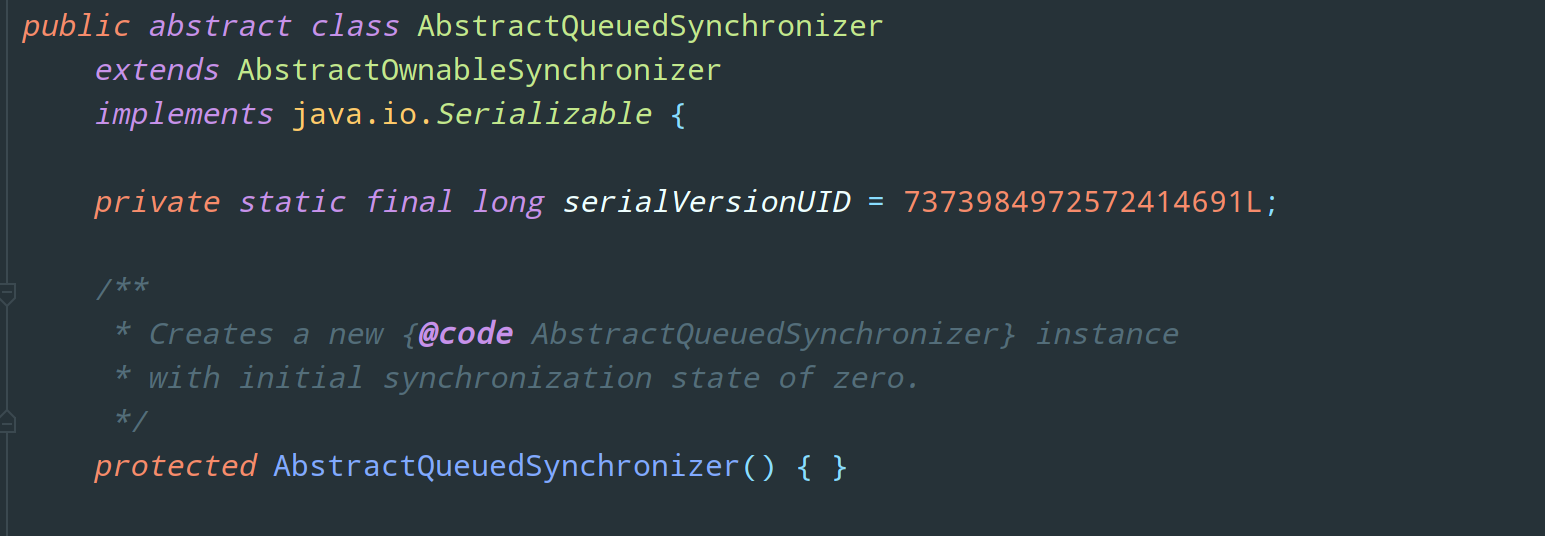 public abstract class AbstractQueuedSynchronizer
extends AbstractOwnableSynchronizer
implements java.io.Serializable {
private static final long serialVersionUID = 7373984972572414691L;
/**
* Creates a new {@code AbstractQueuedSynchronizer} instance
* with initial synchronization state of zero.
*/
protected AbstractQueuedSynchronizer() { }